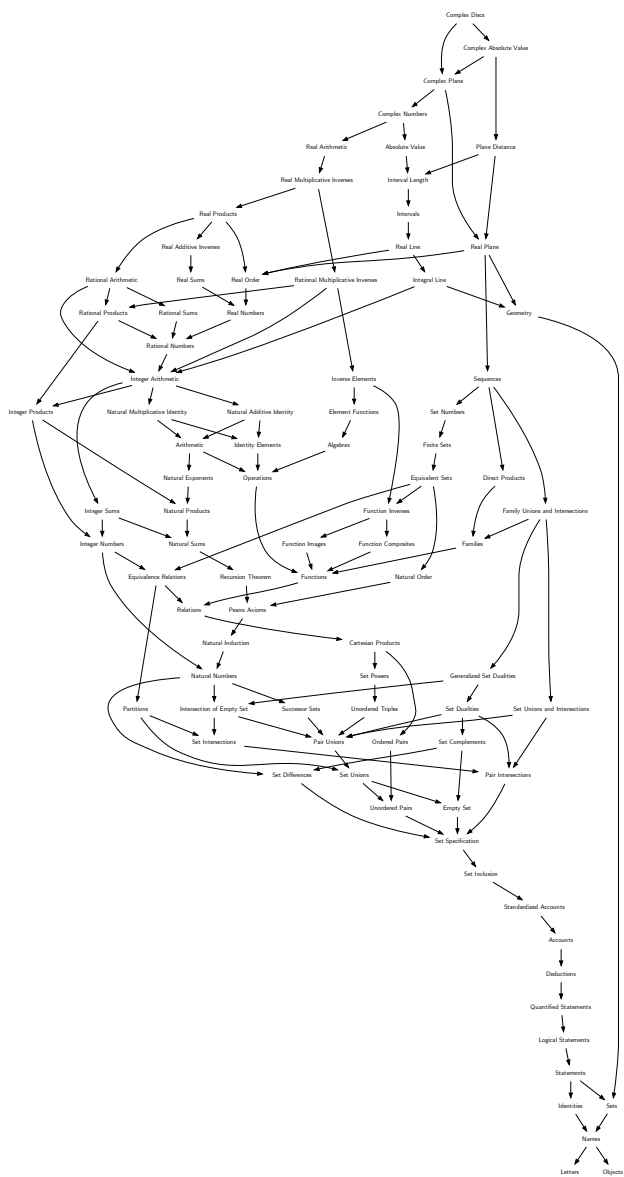 Complex Discs
Complex Absolute Value
Complex Plane
Complex Numbers
Real Arithmetic
Absolute Value
Plane Distance
Real Multiplicative Inverses
Interval Length
Real Products
Intervals
Real Additive Inverses
Real Line
Real Plane
Rational Arithmetic
Real Sums
Real Order
Rational Multiplicative Inverses
Integral Line
Rational Products
Rational Sums
Real Numbers
Geometry
Rational Numbers
Integer Arithmetic
Inverse Elements
Sequences
Integer Products
Natural Multiplicative Identity
Natural Additive Identity
Element Functions
Set Numbers
Arithmetic
Identity Elements
Algebras
Finite Sets
Natural Exponents
Operations
Equivalent Sets
Direct Products
Integer Sums
Natural Products
Function Inverses
Family Unions and Intersections
Integer Numbers
Natural Sums
Function Images
Function Composites
Families
Equivalence Relations
Recursion Theorem
Functions
Natural Order
Relations
Peano Axioms
Natural Induction
Cartesian Products
Natural Numbers
Set Powers
Generalized Set Dualities
Partitions
Intersection of Empty Set
Successor Sets
Unordered Triples
Set Dualities
Set Unions and Intersections
Set Intersections
Pair Unions
Ordered Pairs
Set Complements
Set Differences
Set Unions
Pair Intersections
Unordered Pairs
Empty Set
Set Specification
Set Inclusion
Standardized Accounts
Accounts
Deductions
Quantified Statements
Logical Statements
Statements
Identities
Sets
Names
Letters
Objects